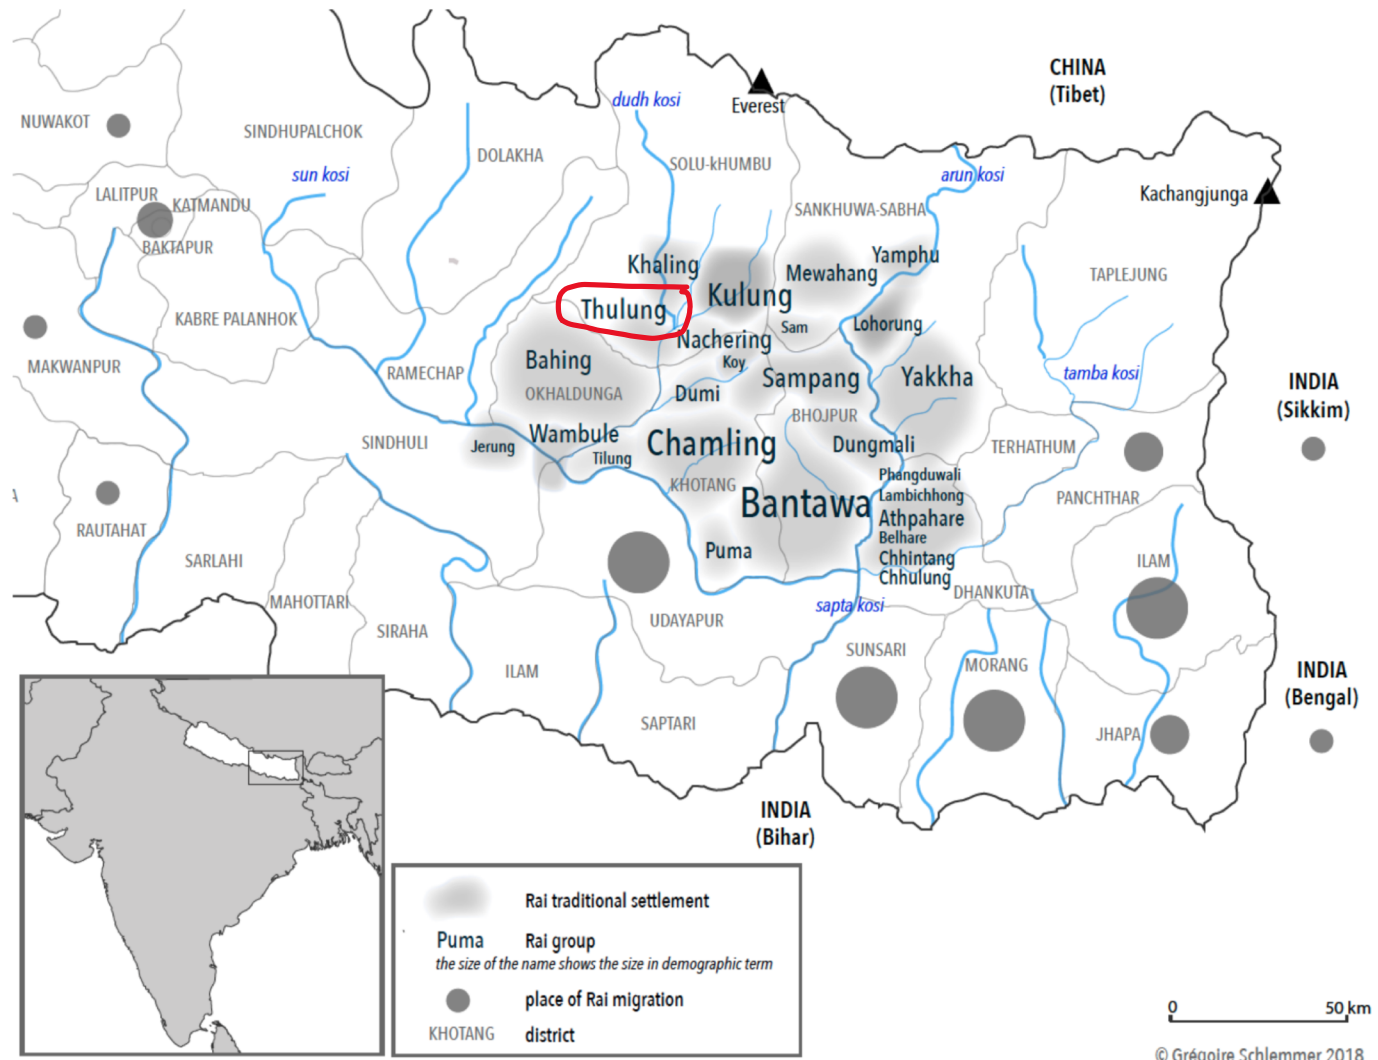 CHINA
(Tibet)
dudh kosi
Everest
NUWAKOT
SINDHUPALCHOK
DOLAKHA
SOLU-kHUMBU
sun kosi
arun kosi
Kachangjunga
LALITPUR
KATMANDU
SANKHUWA-SABHA
BAKTAPUR
Yamphu
Khaling
Mewahang
TAPLEJUNG
Kulung
Thulung
KABRE PALANHOK
Sam
Lohorung
Nachering
Koy
Bahing
MAKWANPUR
RAMECHAP
Sampang
Yakkha
tamba kosi
INDIA
(Sikkim)
OKHALDUNGA
Dumi
BHOJPUR
SINDHULI
Jerung
Wambule
Chamling
Dungmali
TERHATHUM
Tilung
Phangduwali
KHOTANG
Lambichhong
PANCHTHAR
A
Bantawa
Athpahare
RAUTAHAT
Belhare
Puma
Chhintang
SARLAHI
ILAM
Chhulung
DHANKUTA
MAHOTTARI
sapta kosi
UDAYAPUR
SIRAHA
SUNSARI
MORANG
ILAM
INDIA
(Bengal)
SAPTARI
JHAPA
INDIA
(Bihar)
Rai traditional settlement
Puma Rai group
the size of the name shows the size in demographic term
place of Rai migration
KHOTANG district
0 50 km
© Grégoire Schlemmer 2018